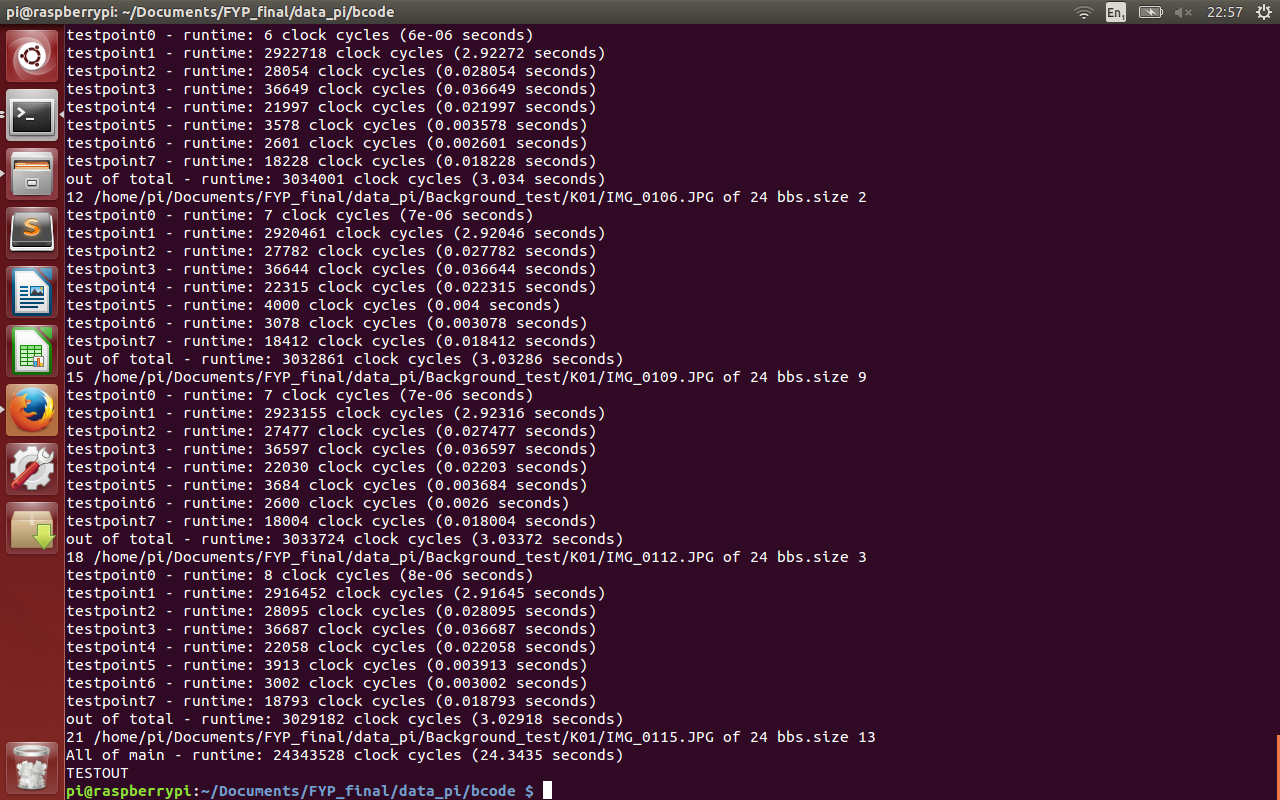 pi@raspberrypi: ~/Documents/FYP_final/data_pi/bcode
En1
22:57
testpoint0 - runtime: 6 clock cycles (6e-06 seconds)
testpoint1 - runtime: 2922718 clock cycles (2.92272 seconds)
testpoint2 - runtime: 28054 clock cycles (0.028054 seconds)
testpoint3 - runtime: 36649 clock cycles (0.036649 seconds)
testpoint4 - runtime: 21997 clock cycles (0.021997 seconds)
testpoint5 - runtime: 3578 clock cycles (0.003578 seconds)
testpoint6 - runtime: 2601 clock cycles (0.002601 seconds)
testpoint7 - runtime: 18228 clock cycles (0.018228 seconds)
out of total - runtime: 3034001 clock cycles (3.034 seconds)
12 /home/pi/Documents/FYP_final/data_pi/Background_test/K01/IMG_0106.JPG of 24 bbs.size 2
testpoint0 - runtime: 7 clock cycles (7e-06 seconds)
testpoint1 - runtime: 2920461 clock cycles (2.92046 seconds)
testpoint2 - runtime: 27782 clock cycles (0.027782 seconds)
testpoint3 - runtime: 36644 clock cycles (0.036644 seconds)
testpoint4 - runtime: 22315 clock cycles (0.022315 seconds)
testpoint5 - runtime: 4000 clock cycles (0.004 seconds)
testpoint6 - runtime: 3078 clock cycles (0.003078 seconds)
testpoint7 - runtime: 18412 clock cycles (0.018412 seconds)
out of total - runtime: 3032861 clock cycles (3.03286 seconds)
15 /home/pi/Documents/FYP_final/data_pi/Background_test/K01/IMG_0109.JPG of 24 bbs.size 9
testpoint0 - runtime: 7 clock cycles (7e-06 seconds)
testpoint1 - runtime: 2923155 clock cycles (2.92316 seconds)
testpoint2 - runtime: 27477 clock cycles (0.027477 seconds)
testpoint3 - runtime: 36597 clock cycles (0.036597 seconds)
testpoint4 - runtime: 22030 clock cycles (0.02203 seconds)
testpoint5 - runtime: 3684 clock cycles (0.003684 seconds)
testpoint6 - runtime: 2600 clock cycles (0.0026 seconds)
testpoint7 - runtime: 18004 clock cycles (0.018004 seconds)
out of total - runtime: 3033724 clock cycles (3.03372 seconds)
18 /home/pi/Documents/FYP_final/data_pi/Background_test/K01/IMG_0112.JPG of 24 bbs.size 3
testpoint0 - runtime: 8 clock cycles (8e-06 seconds)
testpoint1 - runtime: 2916452 clock cycles (2.91645 seconds)
testpoint2 - runtime: 28095 clock cycles (0.028095 seconds)
testpoint3 - runtime: 36687 clock cycles (0.036687 seconds)
testpoint4 - runtime: 22058 clock cycles (0.022058 seconds)
testpoint5 - runtime: 3913 clock cycles (0.003913 seconds)
testpoint6 - runtime: 3002 clock cycles (0.003002 seconds)
testpoint7 - runtime: 18793 clock cycles (0.018793 seconds)
out of total - runtime: 3029182 clock cycles (3.02918 seconds)
21 /home/pi/Documents/FYP_final/data_pi/Background_test/K01/IMG_0115.JPG of 24 bbs.size 13
All of main - runtime: 24343528 clock cycles (24.3435 seconds)
TESTOUT
pi@raspberrypi:~/Documents/FYP_final/data_pi/bcode $